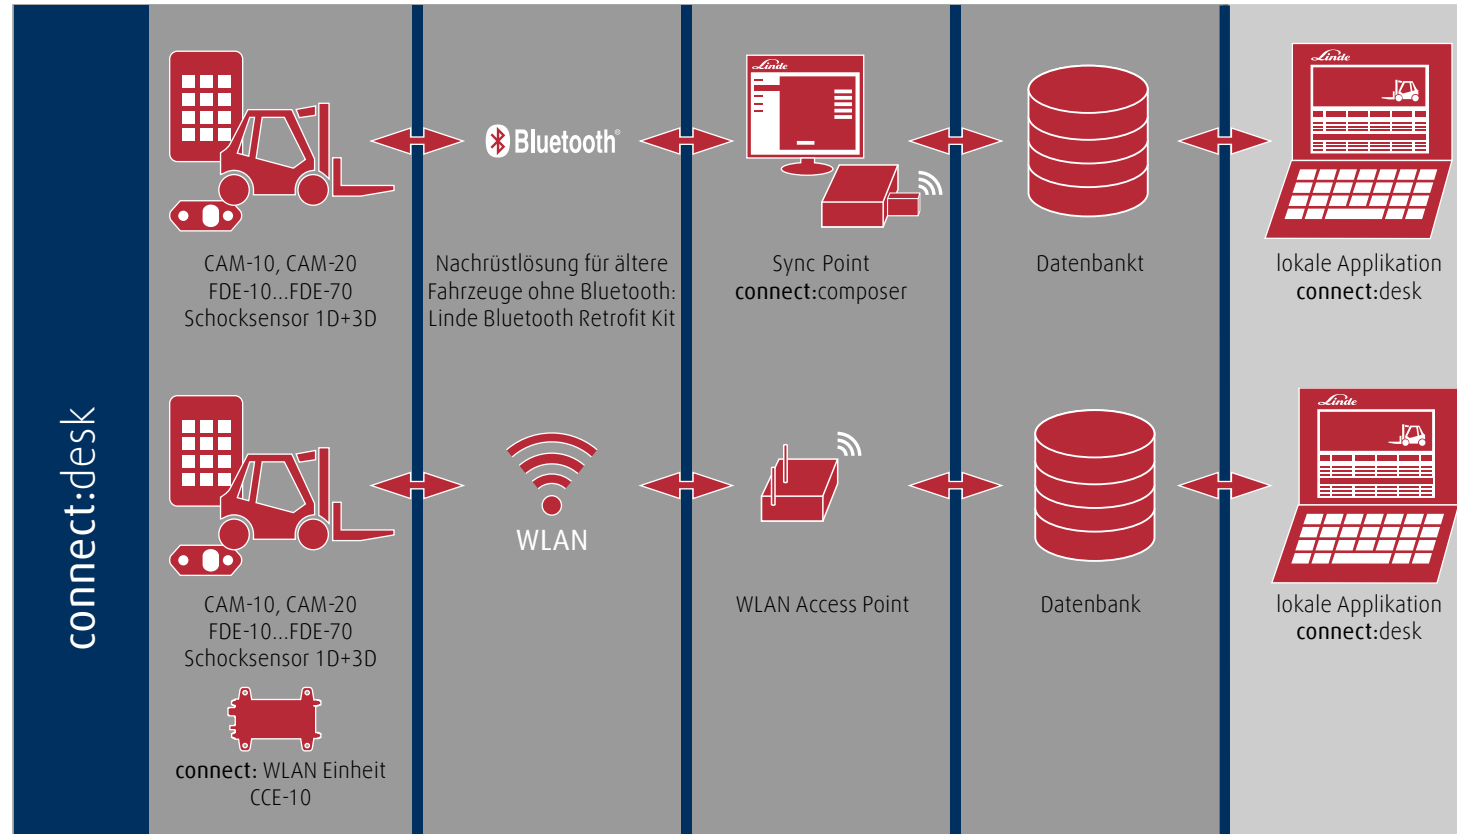 connect:desk
Linde
Linde
Bluetooth®
CAM-10, CAM-20
FDE-10...FDE-70
Schocksensor 1D+3D
Nachrüstlösung für ältere
Fahrzeuge ohne Bluetooth:
Linde Bluetooth Retrofit Kit
Sync Point
connect:composer
Datenbankt
lokale Applikation
connect:desk
Linde
WLAN
CAM-10, CAM-20
FDE-10...FDE-70
Schocksensor 1D+3D
WLAN Access Point
Datenbank
lokale Applikation
connect:desk
connect: WLAN Einheit
CCE-10